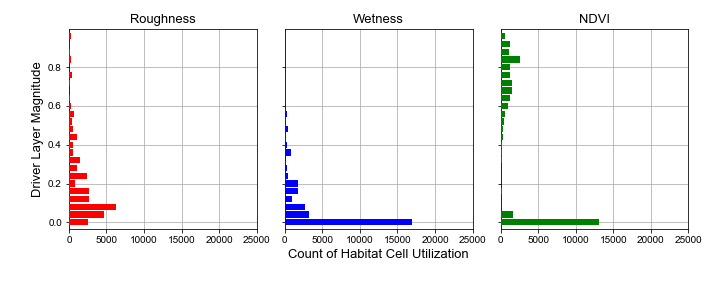 Roughness Wetness NDVI
Driver Layer Magnitude
0.8
0.6
0.4
0.2
0.0
0 5000 10000 15000 20000 25000 0 5000 10000 15000 20000 25000 0 5000 10000 15000 20000 25000
Count of Habitat Cell Utilization